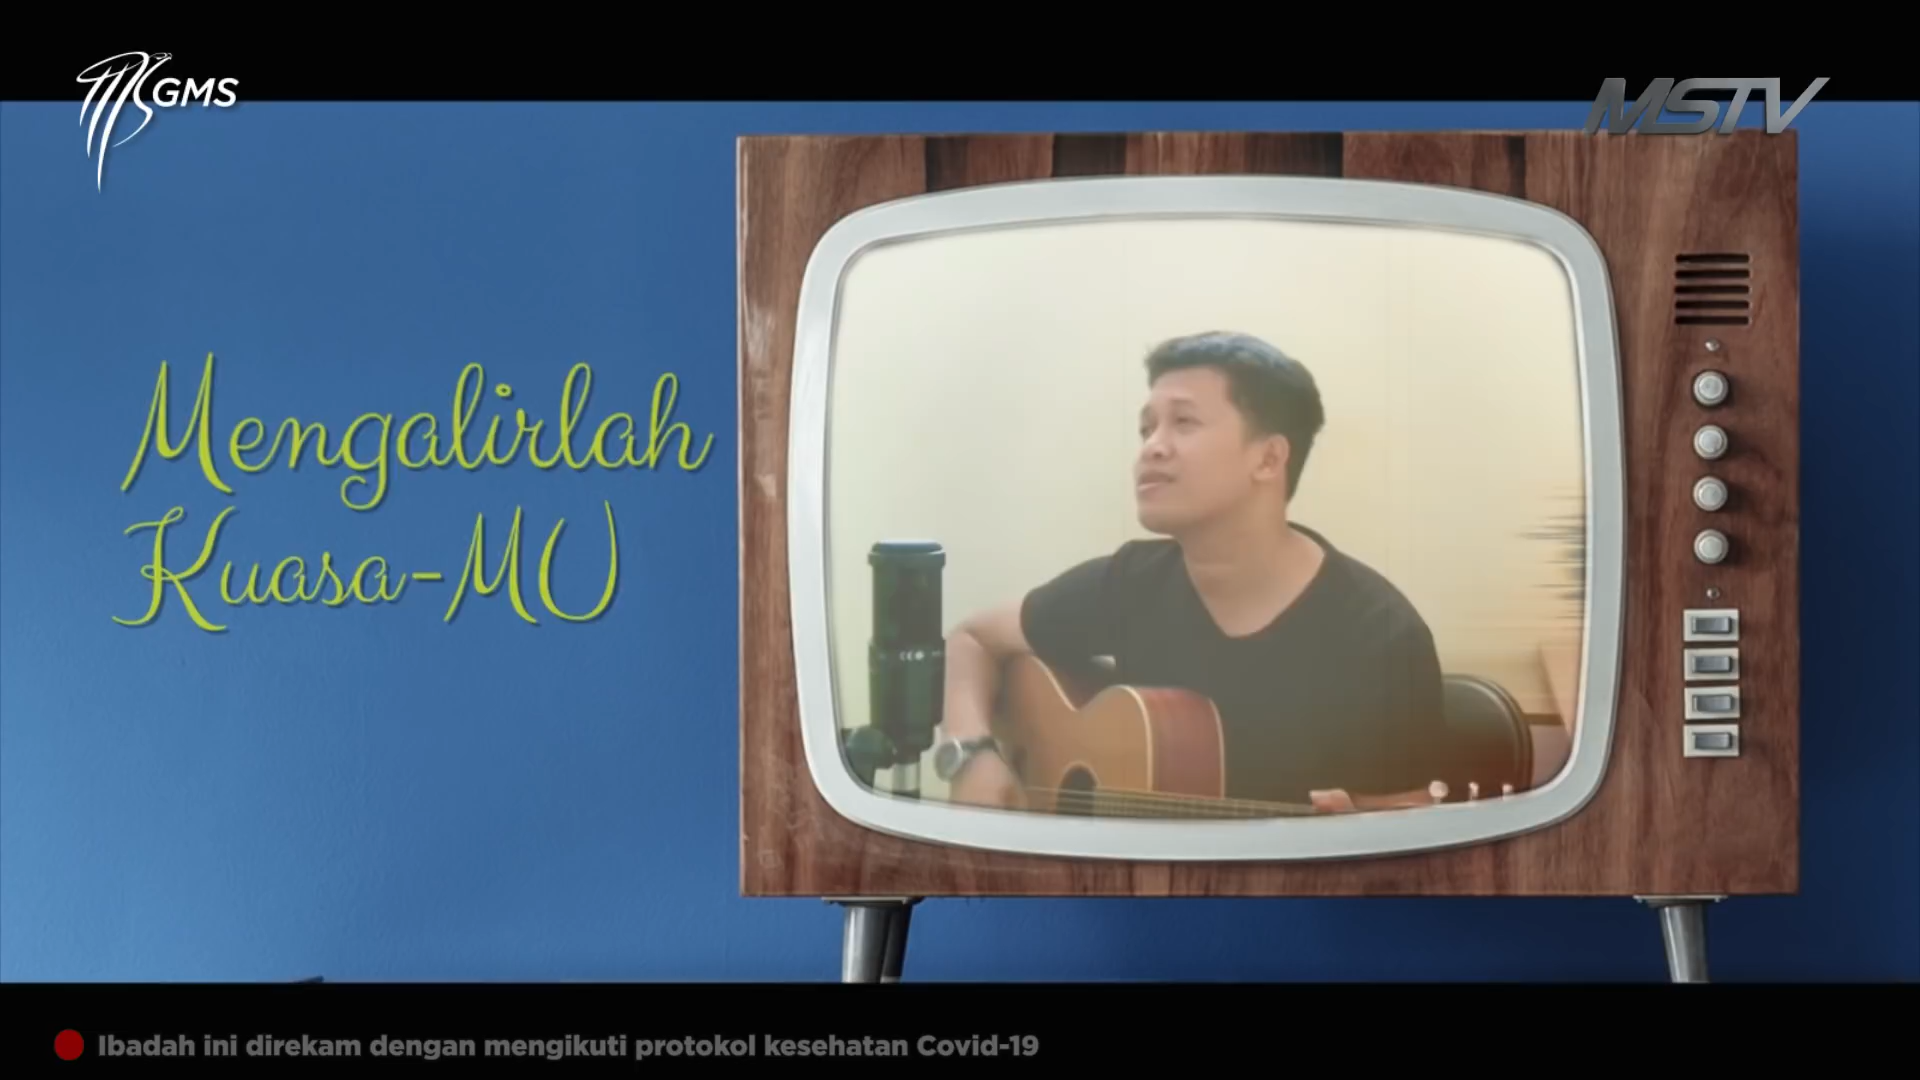 GMS
MSTV
Mengalirlah
Kuasa-MU
Ibadah ini direkam dengan mengikuti protokol kesehatan Covid-19